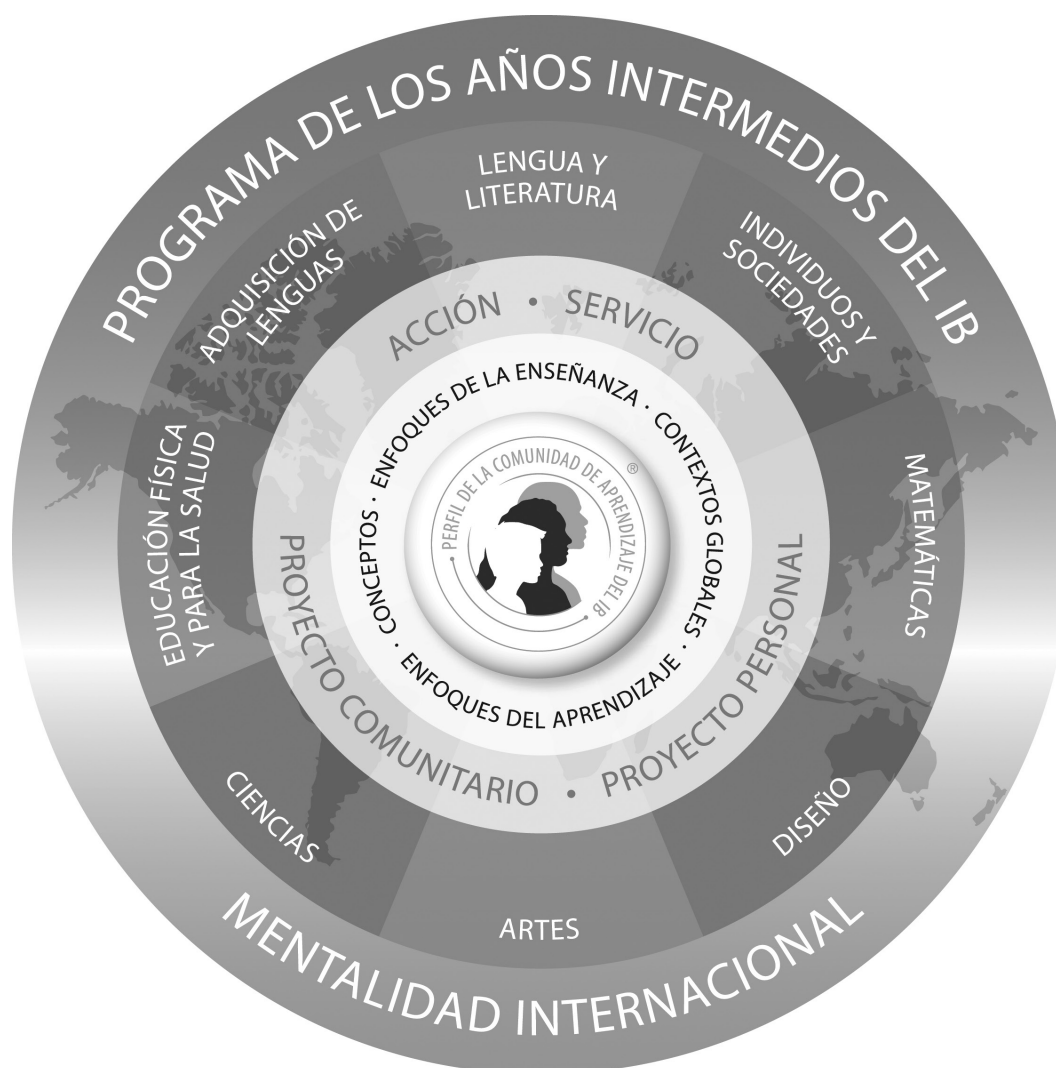 PROGRAMA DE LOS AÑOS INTERMEDIOS DEL IB
LENGUA Y
LITERATURA
INDIVIDUOS Y
SOCIEDADES
MATEMÁTICAS
DISEÑO
ARTES
CIENCIAS
EDUCACIÓN FÍSICA
Y PARA LA SALUD
ADQUISICIÓN DE
LENGUAS
ACCIÓN • SERVICIO
PROYECTO COMUNITARIO • PROYECTO PERSONAL
ENFOQUES DE LA ENSEÑANZA · CONTEXTOS GLOBALES · 
CONCEPTOS · ENFOQUES DEL APRENDIZAJE ·
• PERFIL DE LA COMUNIDAD DE APRENDIZAJE DEL IB •
®
MENTALIDAD INTERNACIONAL